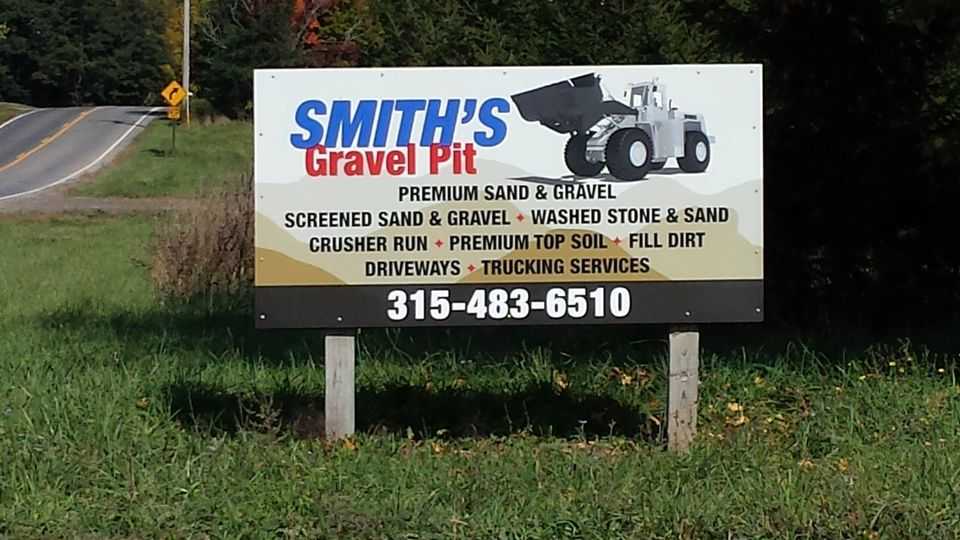 SMITH'S
Gravel Pit
PREMIUM SAND & GRAVEL
SCREENED SAND & GRAVEL ✦ WASHED STONE & SAND
CRUSHER RUN ✦ PREMIUM TOP SOIL ✦ FILL DIRT
DRIVEWAYS ✦ TRUCKING SERVICES
315-483-6510